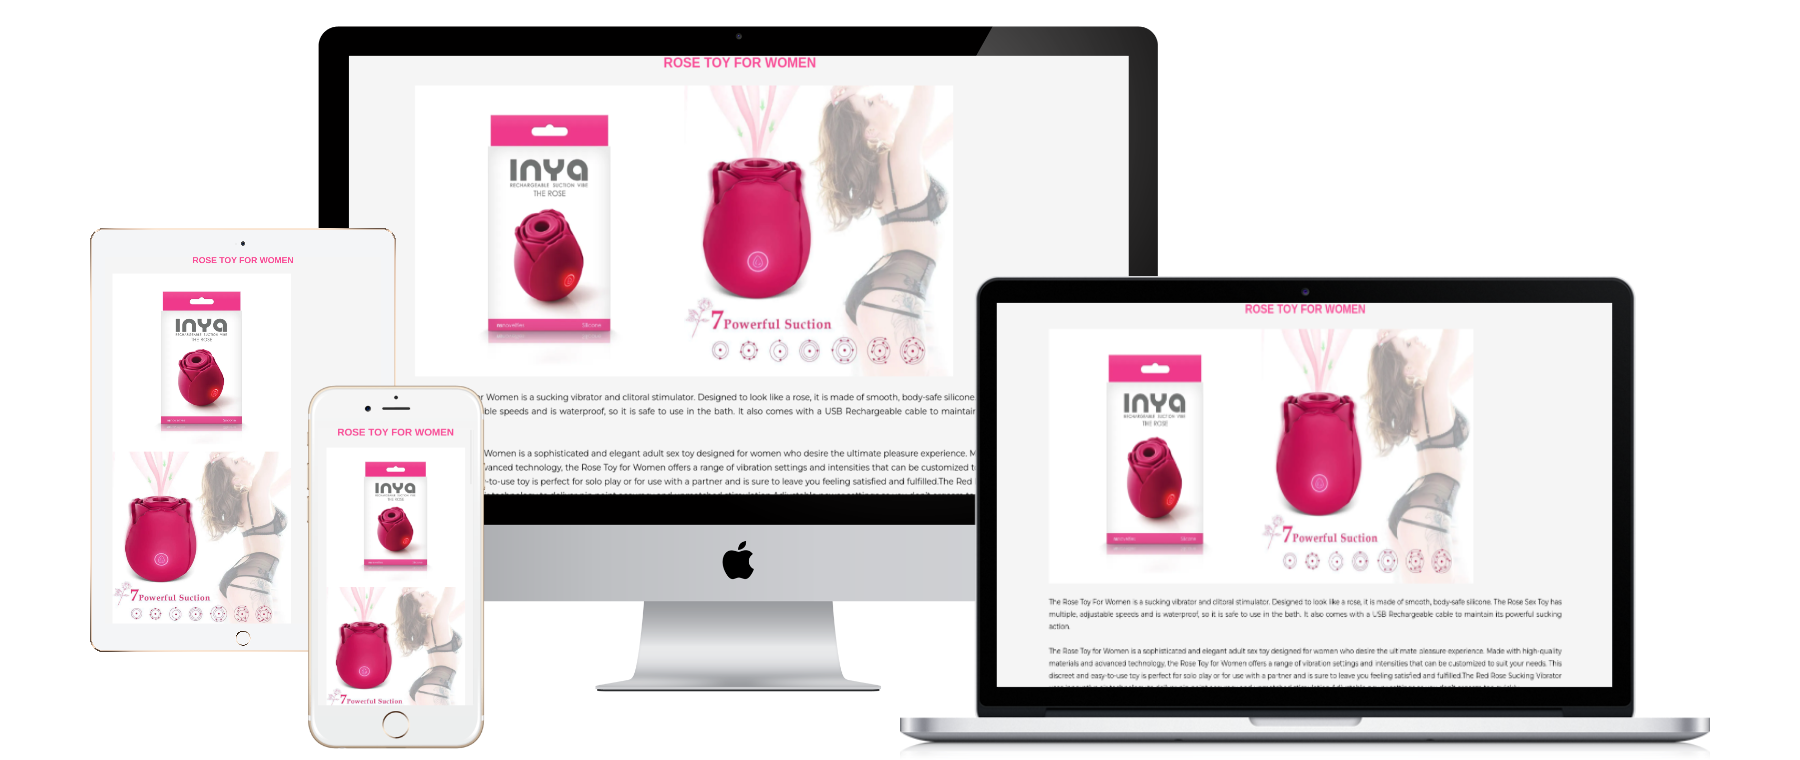 ROSE TOY FOR WOMEN
INYA
RECHARGEABLE SUCTION VIBE
THE ROSE
7 Powerful Suction
Women is a sucking vibrator and clitoral stimulator. Designed to look like a rose, it is made of smooth, body-safe silicone.
ble speeds and is waterproof, so it is safe to use in the bath. It also comes with a USB Rechargeable cable to maintain
Women is a sophisticated and elegant adult sex toy designed for women who desire the ultimate pleasure experience. M
vanced technology, the Rose Toy for Women offers a range of vibration settings and intensities that can be customized t
-to-use toy is perfect for solo play or for use with a partner and is sure to leave you feeling satisfied and fulfilled.The Red
ROSE TOY FOR WOMEN
INYA
RECHARGEABLE SUCTION VIBE
THE ROSE
7 Powerful Suction
ROSE TOY FOR WOMEN
INYA
THE ROSE
7 Powerful Suction
ROSE TOY FOR WOMEN
INYA
RECHARGEABLE SUCTION VIBE
THE ROSE
7 Powerful Suction
The Rose Toy For Women is a sucking vibrator and clitoral stimulator. Designed to look like a rose, it is made of smooth, body-safe silicone. The Rose Sex Toy has
multiple, adjustable speeds and is waterproof, so it is safe to use in the bath. It also comes with a USB Rechargeable cable to maintain its powerful sucking
action.
The Rose Toy for Women is a sophisticated and elegant adult sex toy designed for women who desire the ultimate pleasure experience. Made with high-quality
materials and advanced technology, the Rose Toy for Women offers a range of vibration settings and intensities that can be customized to suit your needs. This
discreet and easy-to-use toy is perfect for solo play or for use with a partner and is sure to leave you feeling satisfied and fulfilled.The Red Rose Sucking Vibrator